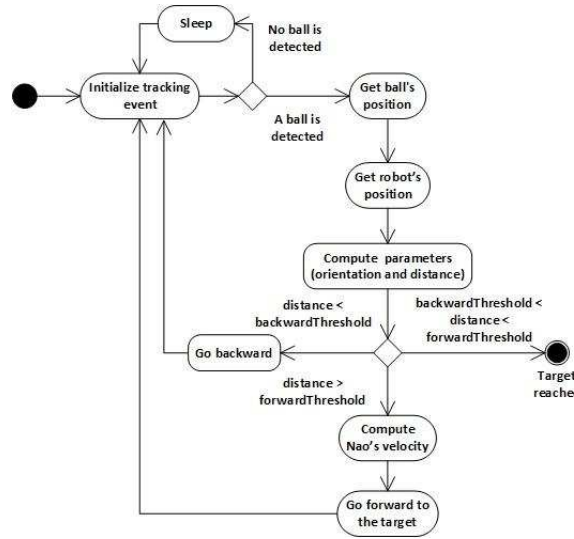 Sleep
No ball is
detected
Initialize tracking
event
A ball is
detected
Get ball's
position
Get robot's
position
Compute parameters
(orientation and distance)
distance <
backwardThreshold
backwardThreshold <
distance <
forwardThreshold
Go backward
Target
reached
distance >
forwardThreshold
Compute
Nao's velocity
Go forward to
the target